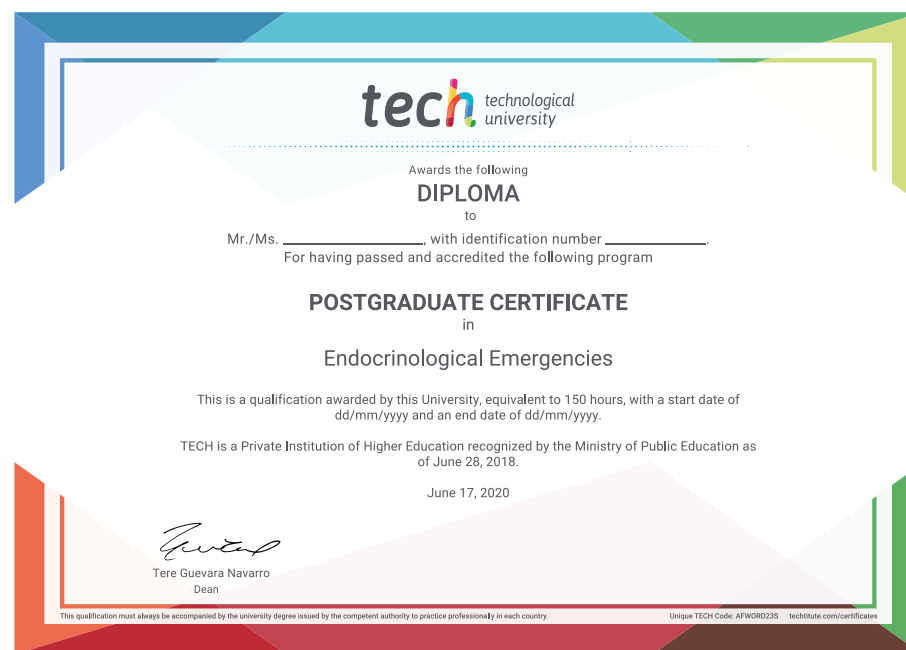 tech technological
university
Awards the following
DIPLOMA
to
Mr./Ms. ____________, with identification number _________.
For having passed and accredited the following program
POSTGRADUATE CERTIFICATE
in
Endocrinological Emergencies
This is a qualification awarded by this University, equivalent to 150 hours, with a start date of
dd/mm/yyyy and an end date of dd/mm/yyyy.
TECH is a Private Institution of Higher Education recognized by the Ministry of Public Education as
of June 28, 2018.
June 17, 2020
Tere Guevara Navarro
Dean
This qualification must always be accompanied by the university degree issued by the competent authority to practice professionally in each country.
Unique TECH Code: AFWORD23S techtitute.com/certificates